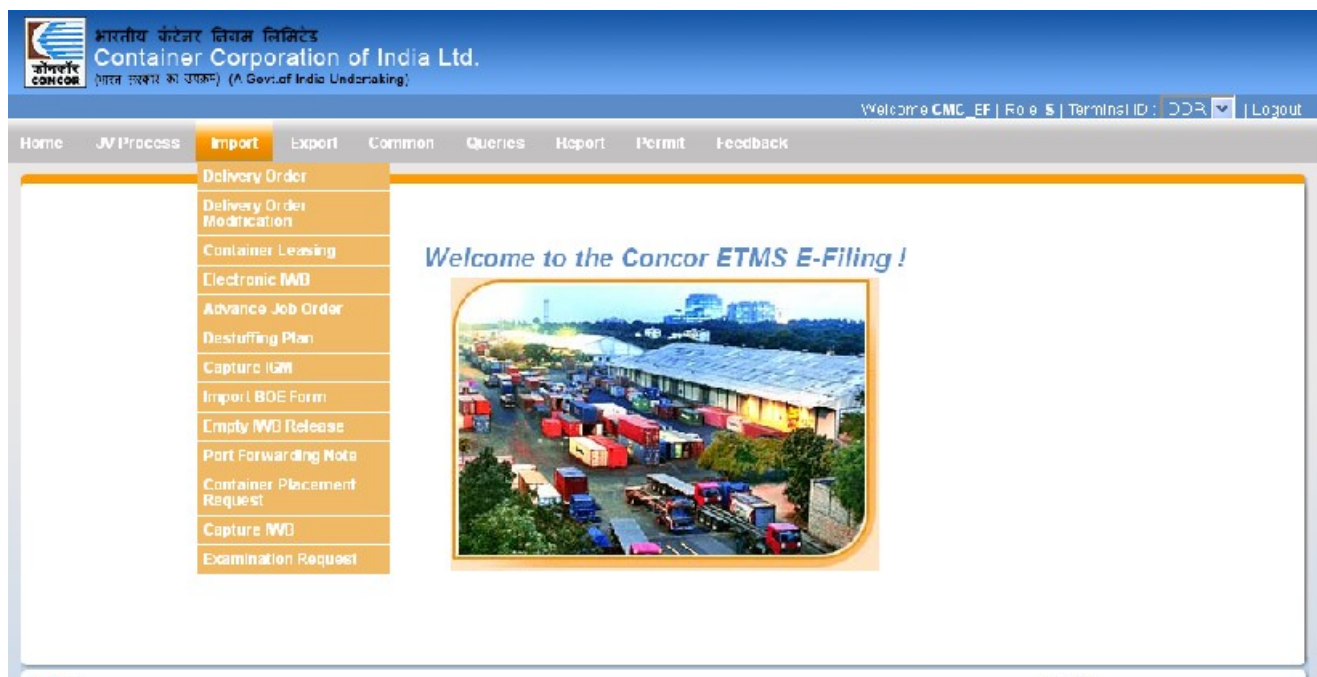 भारतीय कंटेनर निगम लिमिटेड
Container Corporation of India Ltd.
(भारत सरकार का उपक्रम) (A Govt.of India Undertaking)
कॉनकॉर
CONCOR
Welcome CMC_EF | Role S | Terminal ID : DDR | Logout
Home JV Process Import Export Common Queries Report Permit Feedback
Delivery Order
Delivery Order
Modification
Container Leasing
Electronic IWB
Advance Job Order
Destuffing Plan
Capture IGM
Import BOE Form
Empty IWB Release
Port Forwarding Note
Container Placement
Request
Capture IWB
Examination Request
Welcome to the Concor ETMS E-Filing !